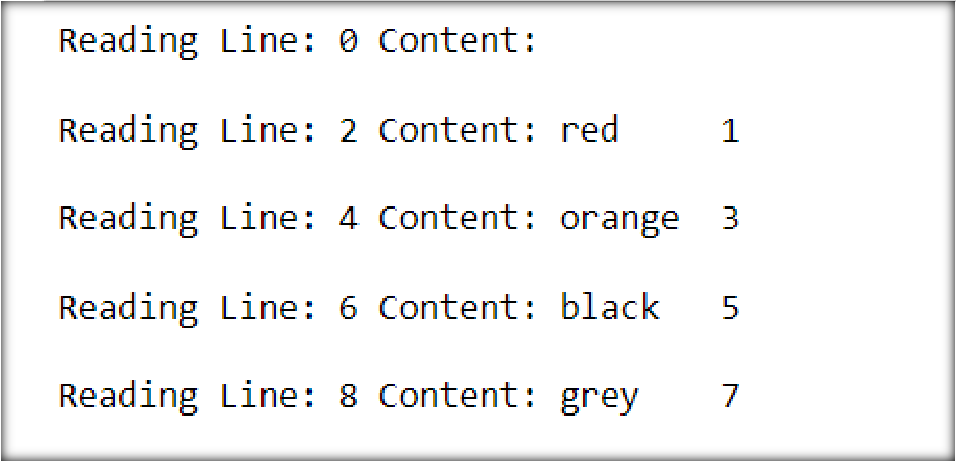 Reading Line: 0 Content:
Reading Line: 2 Content: red     1
Reading Line: 4 Content: orange  3
Reading Line: 6 Content: black   5
Reading Line: 8 Content: grey    7